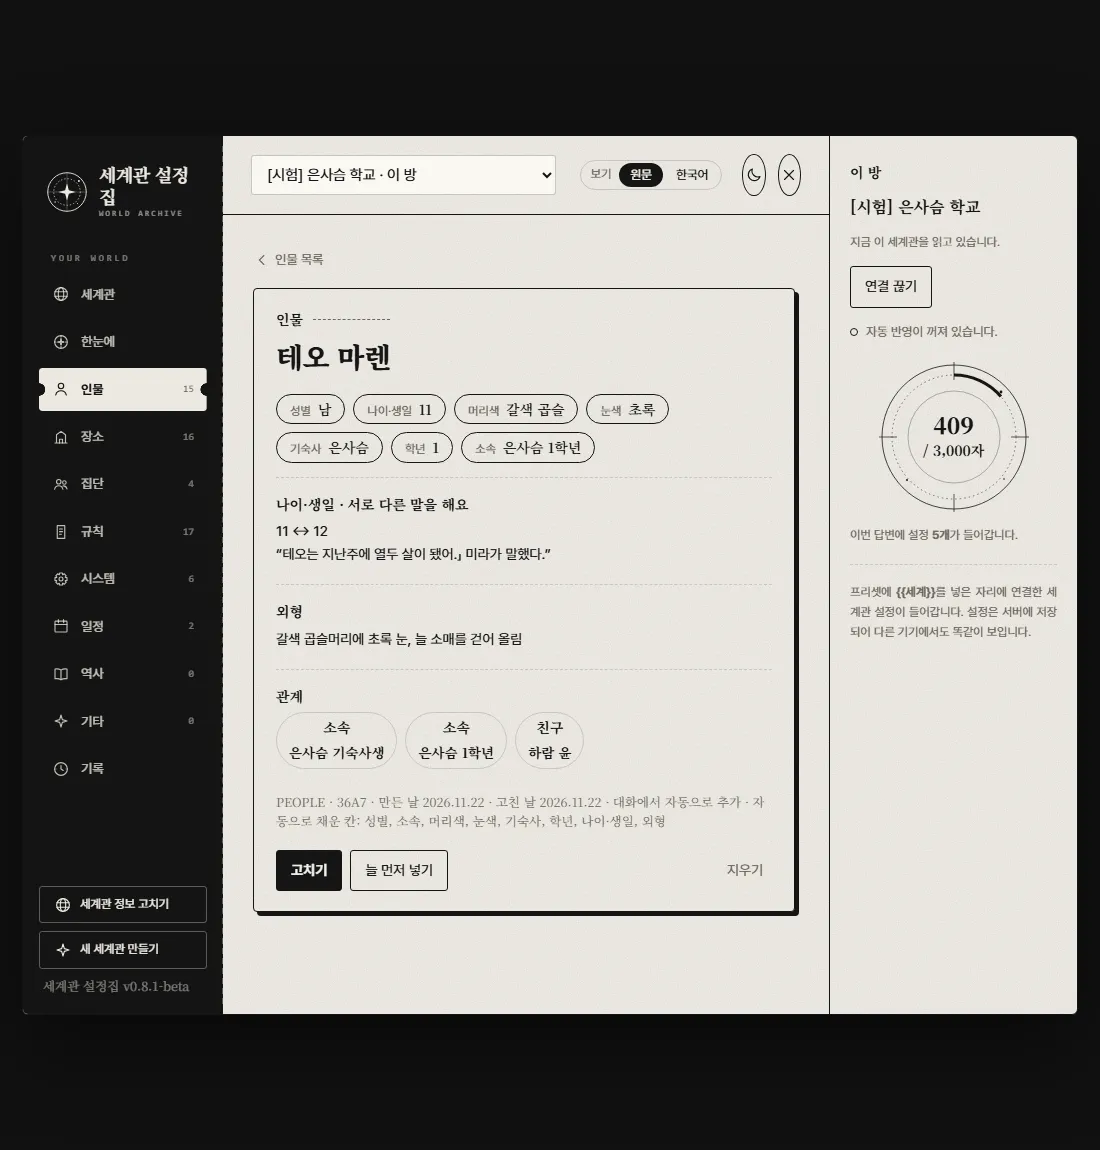 세계관 설정
집
WORLD ARCHIVE
YOUR WORLD
세계관
한눈에
인물 15
장소 16
집단 4
규칙 17
시스템 6
일정 2
역사 0
기타 0
기록
세계관 정보 고치기
새 세계관 만들기
세계관 설정집 v0.8.1-beta
[시험] 은사슴 학교 · 이 방
보기 원문 한국어
인물 목록
인물
테오 마렌
성별 남 나이·생일 11 머리색 갈색 곱슬 눈색 초록
기숙사 은사슴 학년 1 소속 은사슴 1학년
나이·생일 · 서로 다른 말을 해요
11 ↔ 12
“테오는 지난주에 열두 살이 됐어.」 미라가 말했다.”
외형
갈색 곱슬머리에 초록 눈, 늘 소매를 걷어 올림
관계
소속 소속 친구
은사슴 기숙사생 은사슴 1학년 하람 윤
PEOPLE · 36A7 · 만든 날 2026.11.22 · 고친 날 2026.11.22 · 대화에서 자동으로 추가 · 자
동으로 채운 칸: 성별, 소속, 머리색, 눈색, 기숙사, 학년, 나이·생일, 외형
고치기 늘 먼저 넣기 지우기
이 방
[시험] 은사슴 학교
지금 이 세계관을 읽고 있습니다.
연결 끊기
자동 반영이 꺼져 있습니다.
409
/ 3,000자
이번 답변에 설정 5개가 들어갑니다.
프리셋에 {{세계}}를 넣은 자리에 연결한 세
계관 설정이 들어갑니다. 설정은 서버에 저장
되어 다른 기기에서도 똑같이 보입니다.